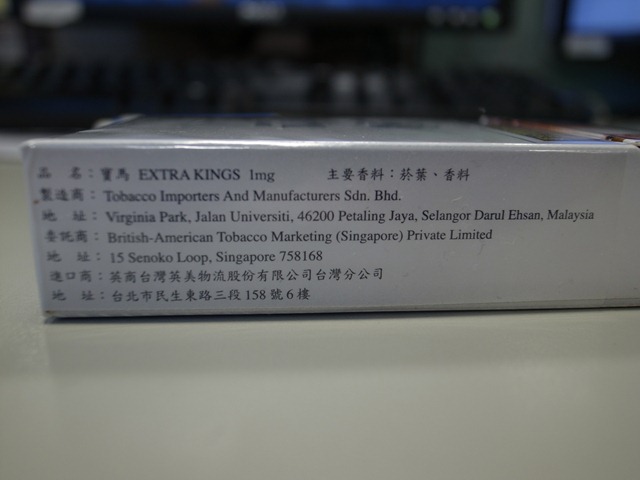 品 名：寶馬 EXTRA KINGS 1mg 主要香料：菸葉、香料
製造商：Tobacco Importers And Manufacturers Sdn. Bhd.
地 址：Virginia Park, Jalan Universiti, 46200 Petaling Jaya, Selangor Darul Ehsan, Malaysia
委託商：British-American Tobacco Marketing (Singapore) Private Limited
地 址：15 Senoko Loop, Singapore 758168
進口商：英商台灣英美物流股份有限公司台灣分公司
地 址：台北市民生東路三段 158 號 6 樓